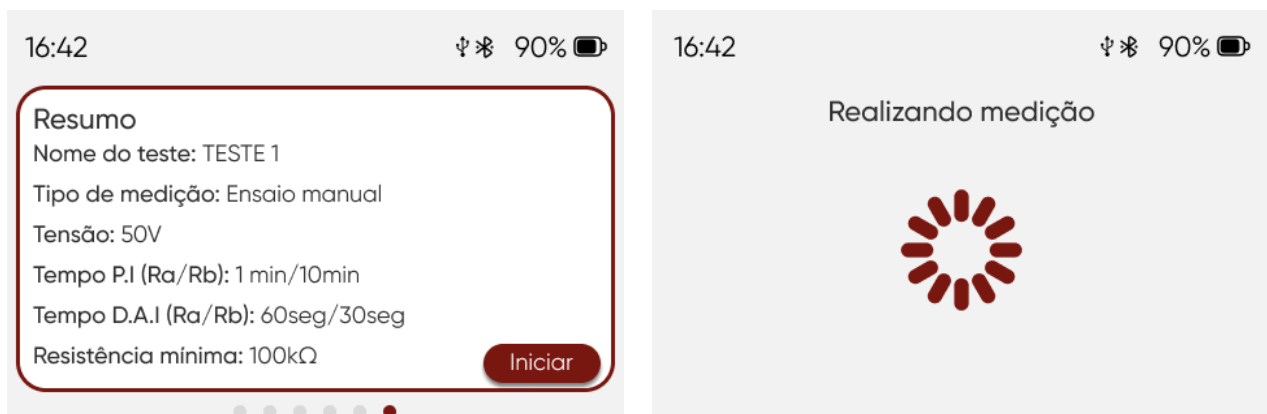 16:42 90%
Resumo
Nome do teste: TESTE 1
Tipo de medição: Ensaio manual
Tensão: 50V
Tempo P.I (Ra/Rb): 1 min/10min
Tempo D.A.I (Ra/Rb): 60seg/30seg
Resistência mínima: 100kΩ
Iniciar
16:42 90%
Realizando medição